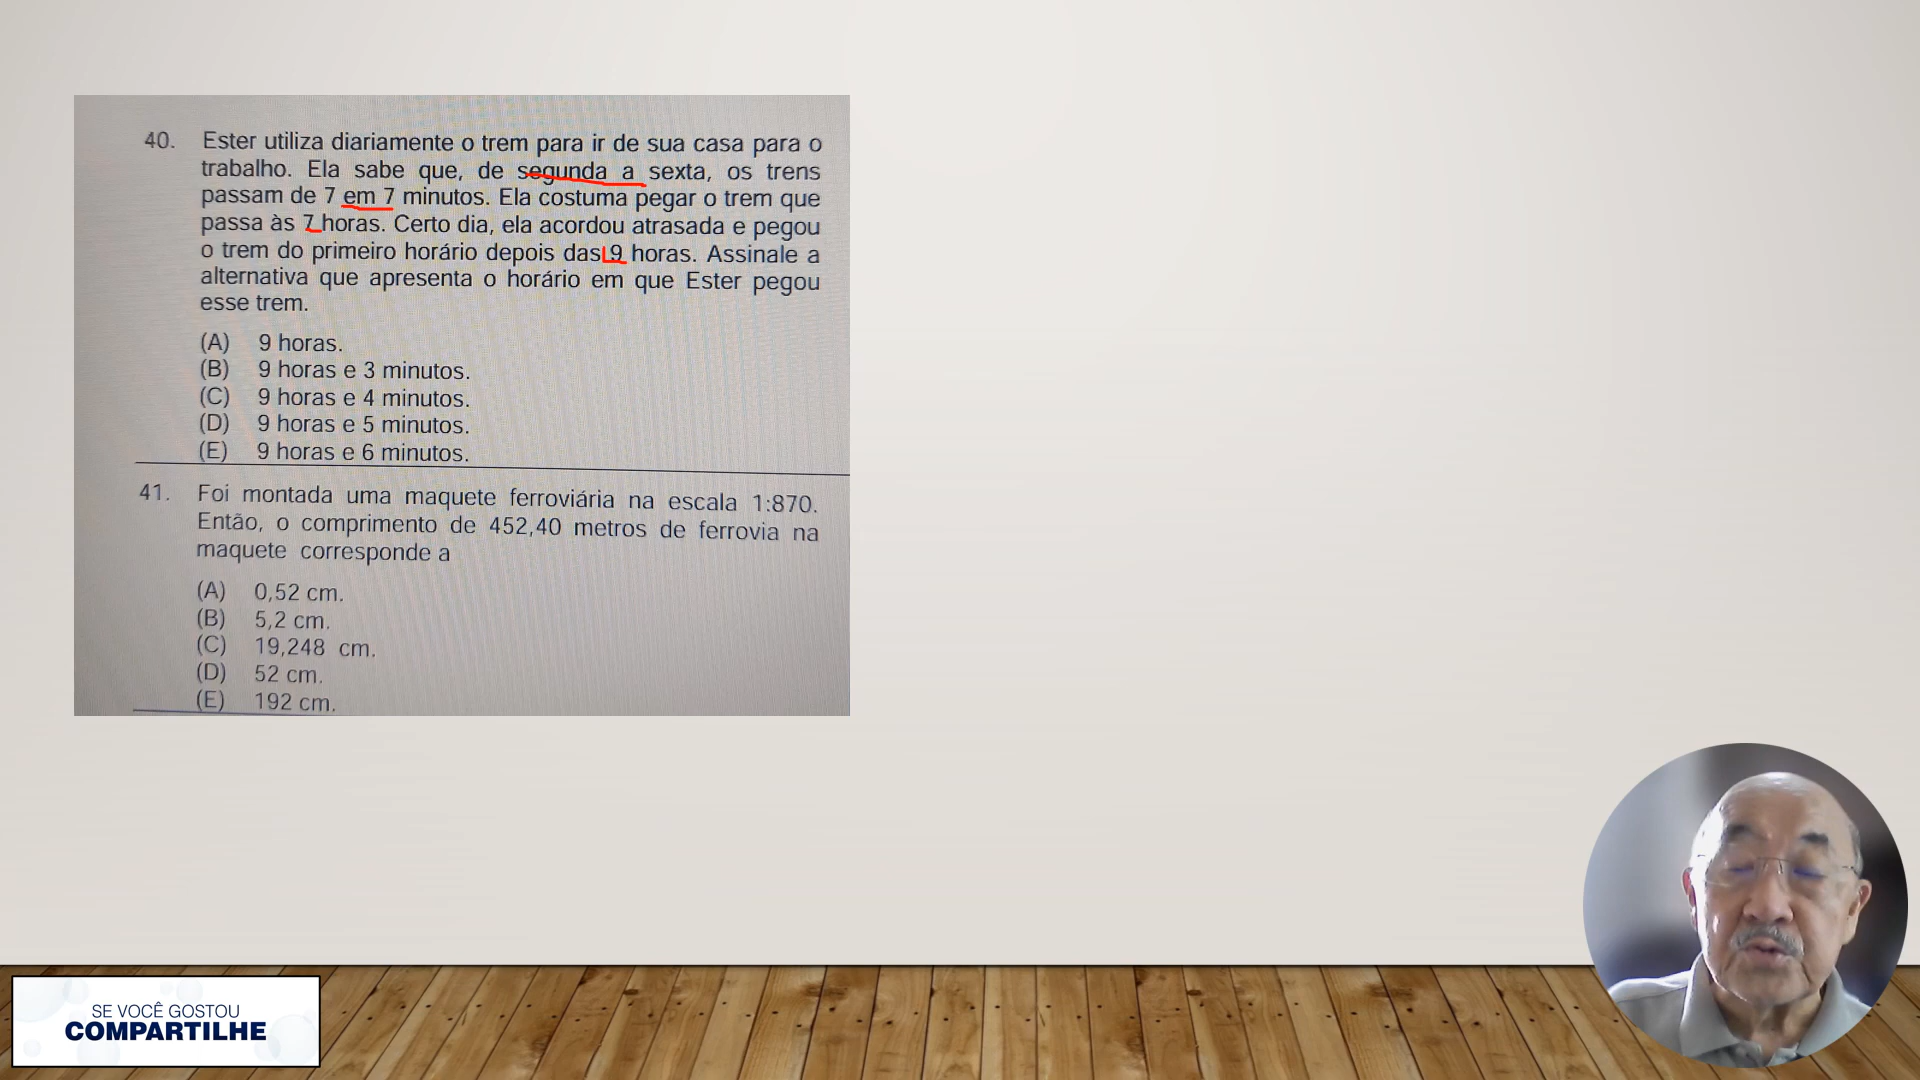 40. Ester utiliza diariamente o trem para ir de sua casa para o
trabalho. Ela sabe que, de segunda a sexta, os trens
passam de 7 em 7 minutos. Ela costuma pegar o trem que
passa às 7 horas. Certo dia, ela acordou atrasada e pegou
o trem do primeiro horário depois das 9 horas. Assinale a
alternativa que apresenta o horário em que Ester pegou
esse trem.
(A) 9 horas.
(B) 9 horas e 3 minutos.
(C) 9 horas e 4 minutos.
(D) 9 horas e 5 minutos.
(E) 9 horas e 6 minutos.
41. Foi montada uma maquete ferroviária na escala 1:870.
Então, o comprimento de 452,40 metros de ferrovia na
maquete corresponde a
(A) 0,52 cm.
(B) 5,2 cm.
(C) 19,248 cm.
(D) 52 cm.
(E) 192 cm.
SE VOCÊ GOSTOU
COMPARTILHE